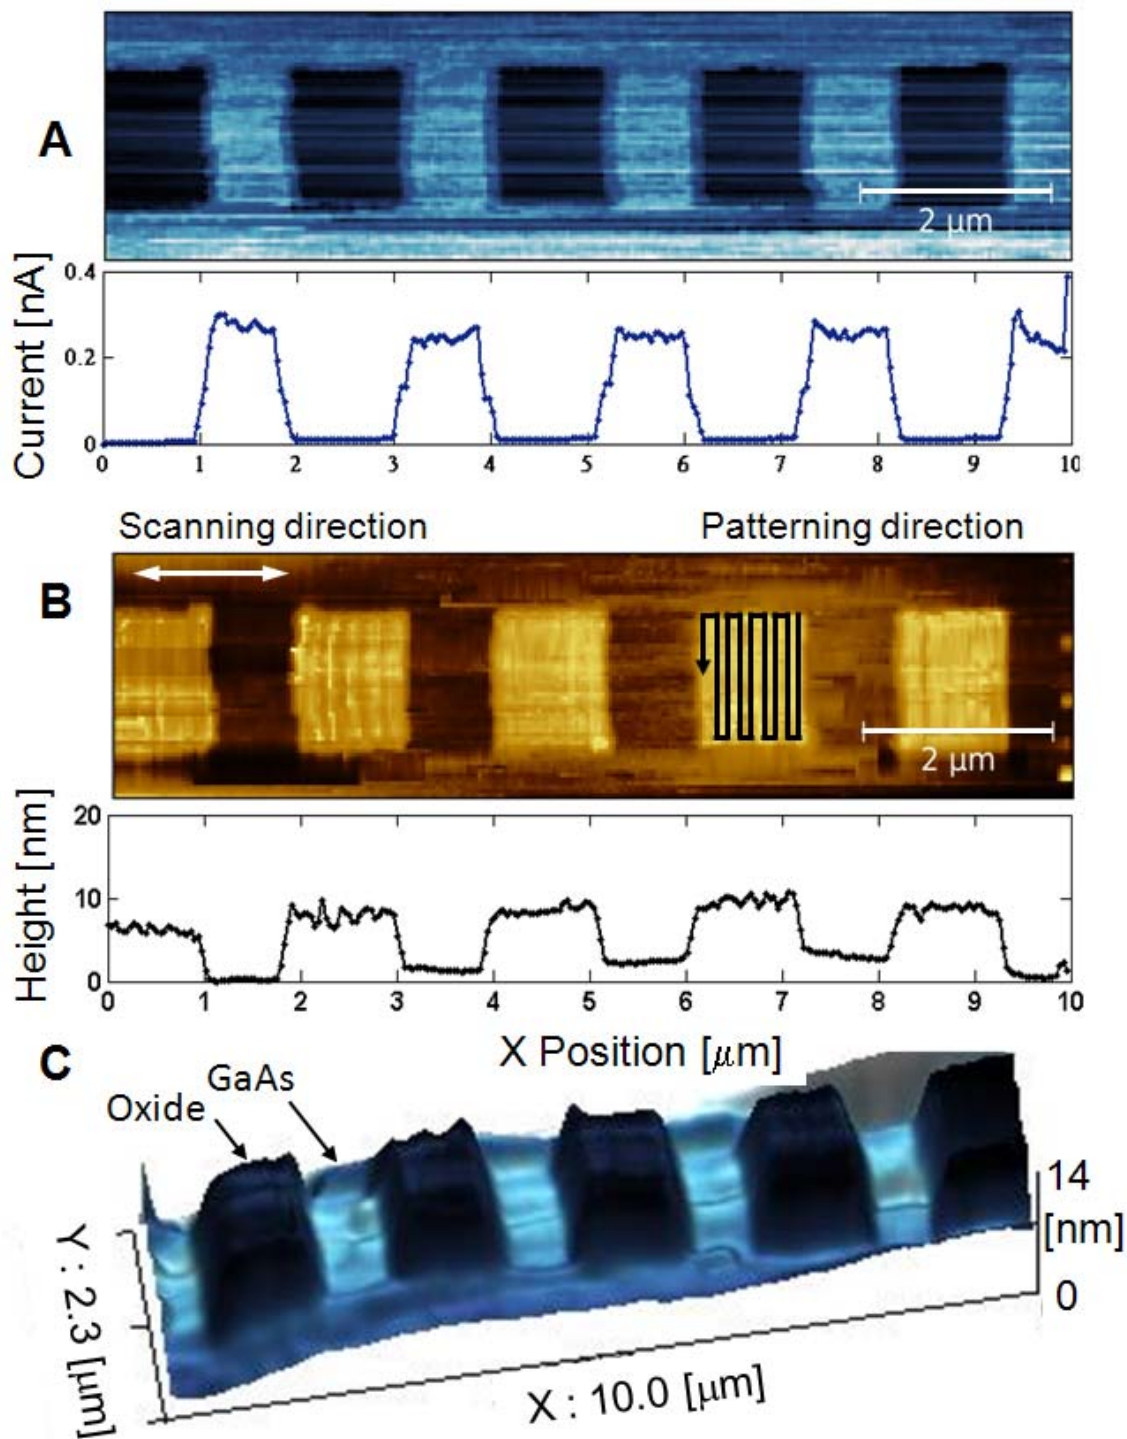 A
2 μm
Current [nA]
0.4
0.2
0
0 1 2 3 4 5 6 7 8 9 10
Scanning direction Patterning direction
B
2 μm
Height [nm]
20
10
0
0 1 2 3 4 5 6 7 8 9 10
X Position [μm]
C
GaAs
Oxide
14
[nm]
0
Y : 2.3 [μm]
X : 10.0 [μm]